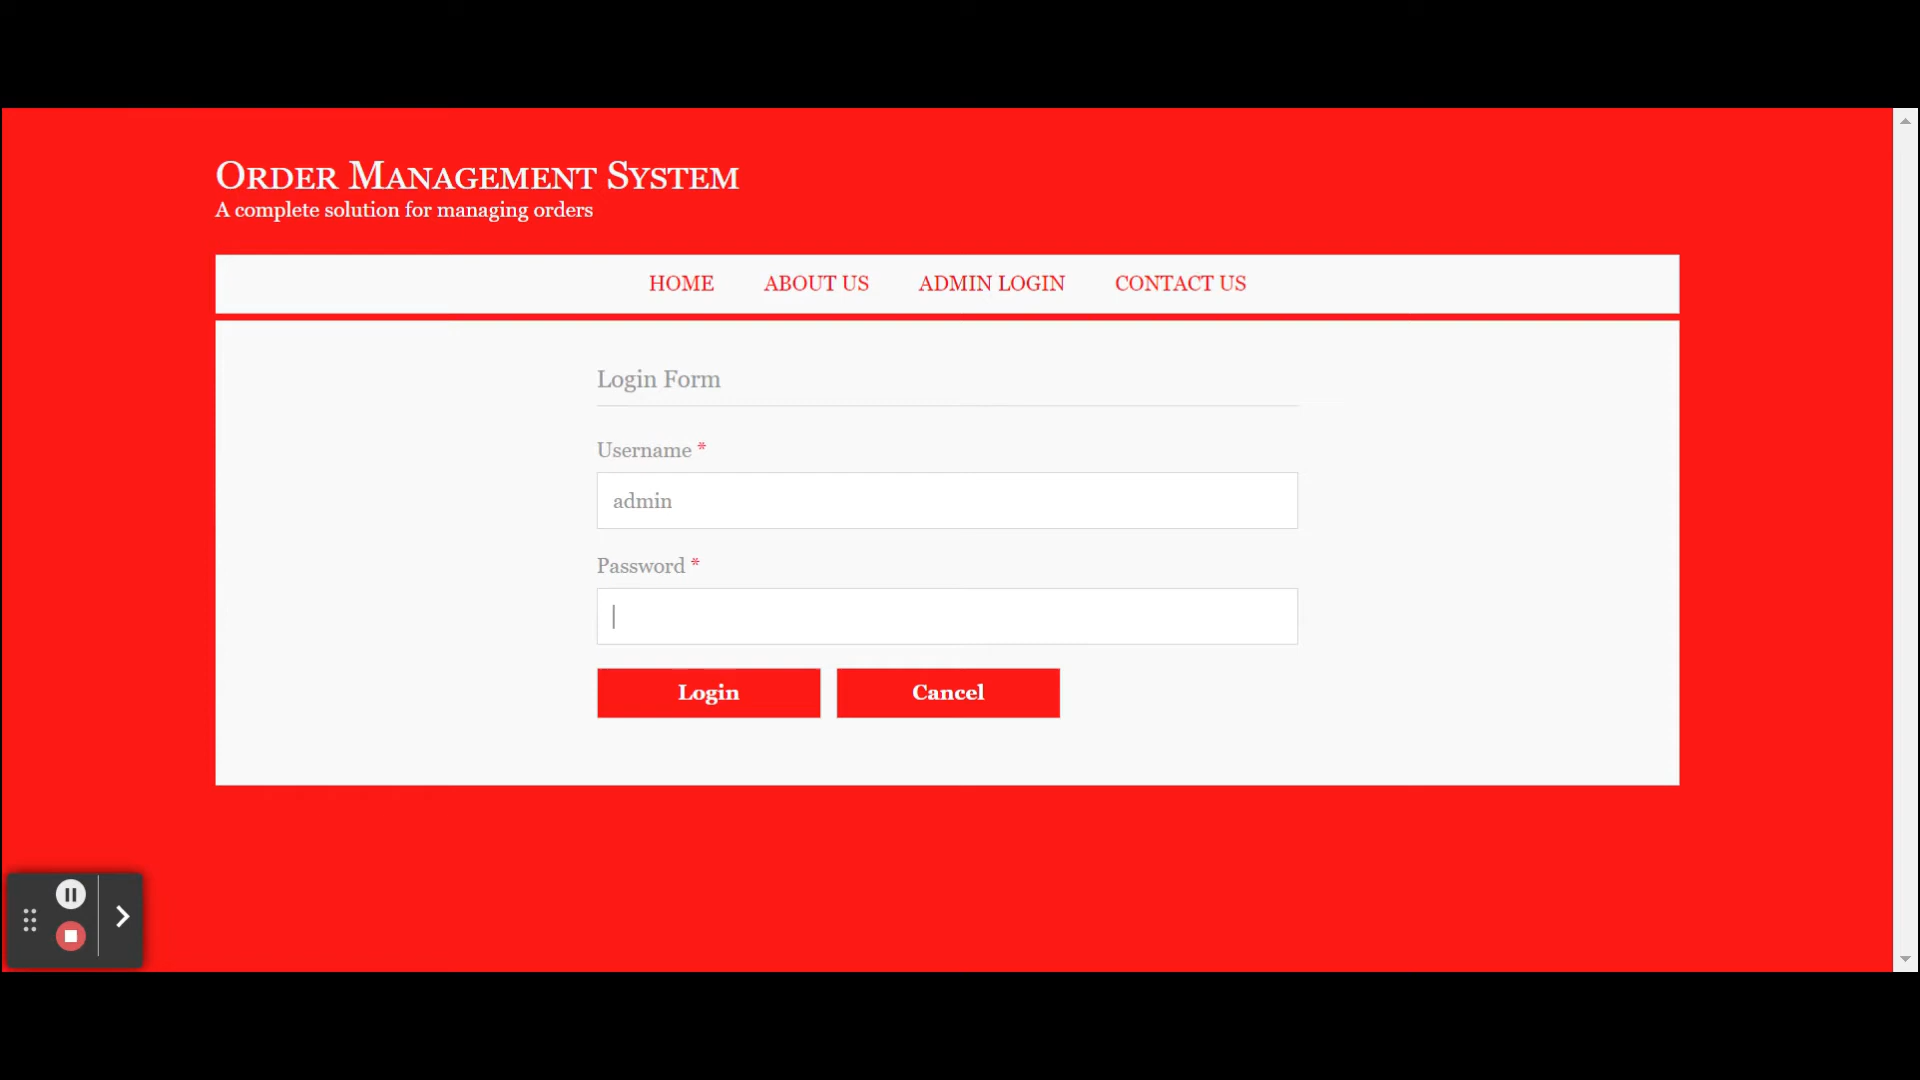 Order Management System
A complete solution for managing orders
HOME ABOUT US ADMIN LOGIN CONTACT US
Login Form
Username *
admin
Password *
Login Cancel